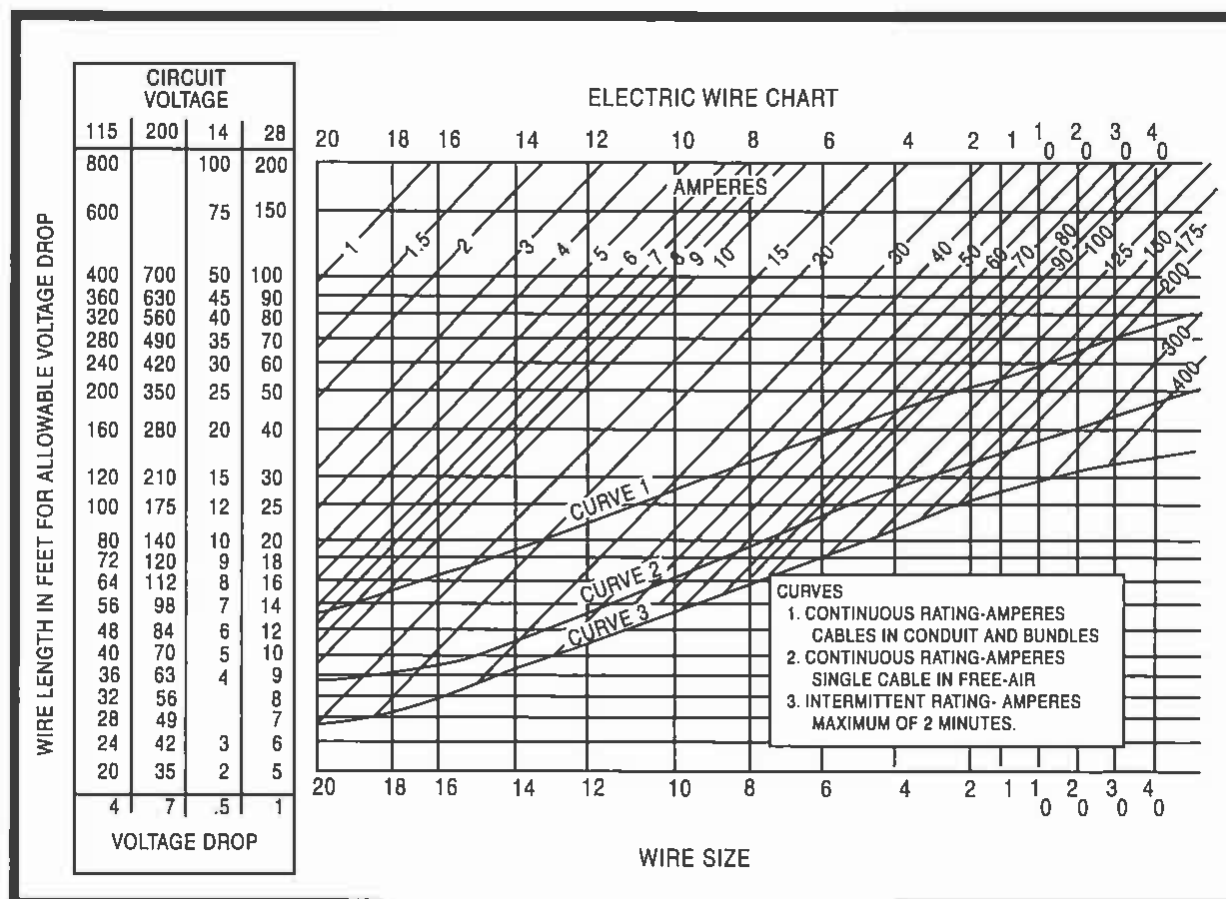 CIRCUIT
VOLTAGE
ELECTRIC WIRE CHART
115 200 14 28
20 18 16 14 12 10 8 6 4 2 1 1/0 2/0 3/0 4/0
WIRE LENGTH IN FEET FOR ALLOWABLE VOLTAGE DROP
800 100 200
600 75 150
400 700 50 100
360 630 45 90
320 560 40 80
280 490 35 70
240 420 30 60
200 350 25 50
160 280 20 40
120 210 15 30
100 175 12 25
80 140 10 20
72 120 9 18
64 112 8 16
56 98 7 14
48 84 6 12
40 70 5 10
36 63 4 9
32 56 8
28 49 7
24 42 3 6
20 35 2 5
4 7 .5 1
VOLTAGE DROP
AMPERES
1 1.5 2 3 4 5 6 7 8 9 10 15 20 30 40 50 60 70 80 90 100 125 150 175 200 300 400
CURVE 1
CURVE 2
CURVE 3
CURVES
1. CONTINUOUS RATING-AMPERES
CABLES IN CONDUIT AND BUNDLES
2. CONTINUOUS RATING-AMPERES
SINGLE CABLE IN FREE-AIR
3. INTERMITTENT RATING- AMPERES
MAXIMUM OF 2 MINUTES.
20 18 16 14 12 10 8 6 4 2 1 1/0 2/0 3/0 4/0
WIRE SIZE